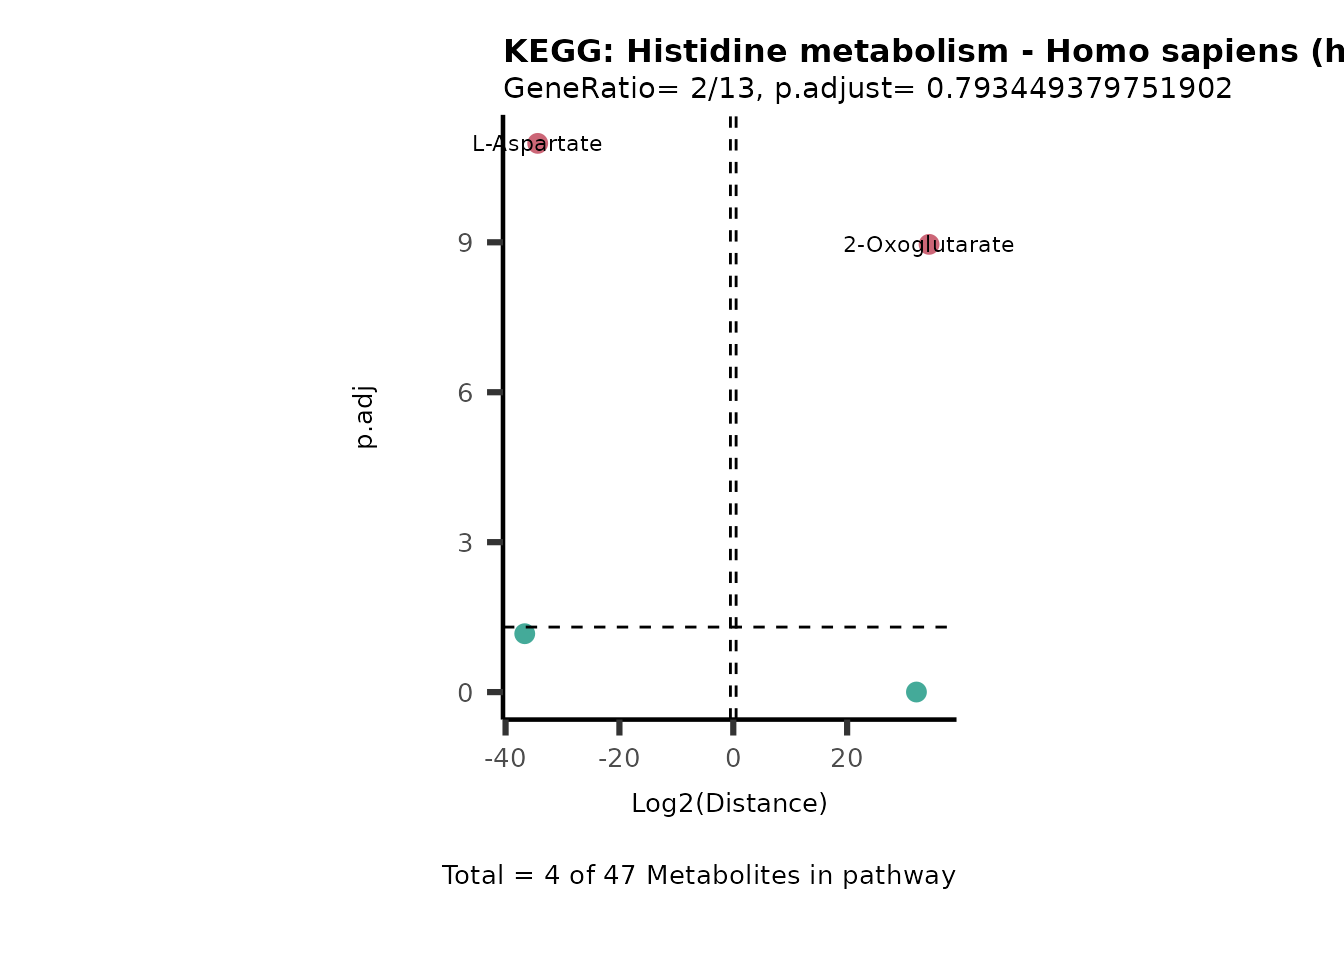 KEGG: Histidine metabolism - Homo sapiens (h
GeneRatio= 2/13, p.adjust= 0.793449379751902
L-Aspartate
2-Oxoglutarate
9
6
3
0
p.adj
-40 -20 0 20
Log2(Distance)
Total = 4 of 47 Metabolites in pathway